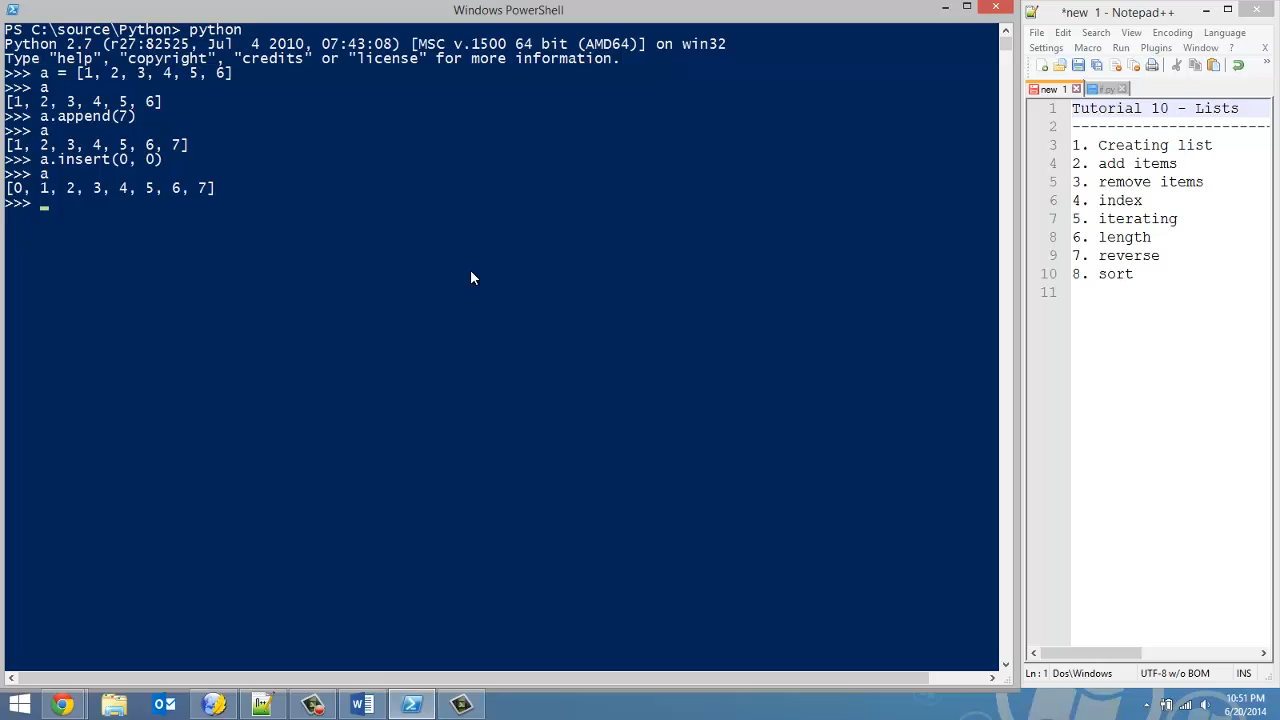 Windows PowerShell
PS C:\source\Python> python
Python 2.7 (r27:82525, Jul  4 2010, 07:43:08) [MSC v.1500 64 bit (AMD64)] on win32
Type "help", "copyright", "credits" or "license" for more information.
>>> a = [1, 2, 3, 4, 5, 6]
>>> a
[1, 2, 3, 4, 5, 6]
>>> a.append(7)
>>> a
[1, 2, 3, 4, 5, 6, 7]
>>> a.insert(0, 0)
>>> a
[0, 1, 2, 3, 4, 5, 6, 7]
>>>
*new 1 - Notepad++
File Edit Search View Encoding Language
Settings Macro Run Plugins Window ? X
new 1 f.py
1 Tutorial 10 - Lists
2 -----------------------
3 1. Creating list
4 2. add items
5 3. remove items
6 4. index
7 5. iterating
8 6. length
9 7. reverse
10 8. sort
11
Ln:1 Dos\Windows UTF-8 w/o BOM INS
10:51 PM
6/20/2014